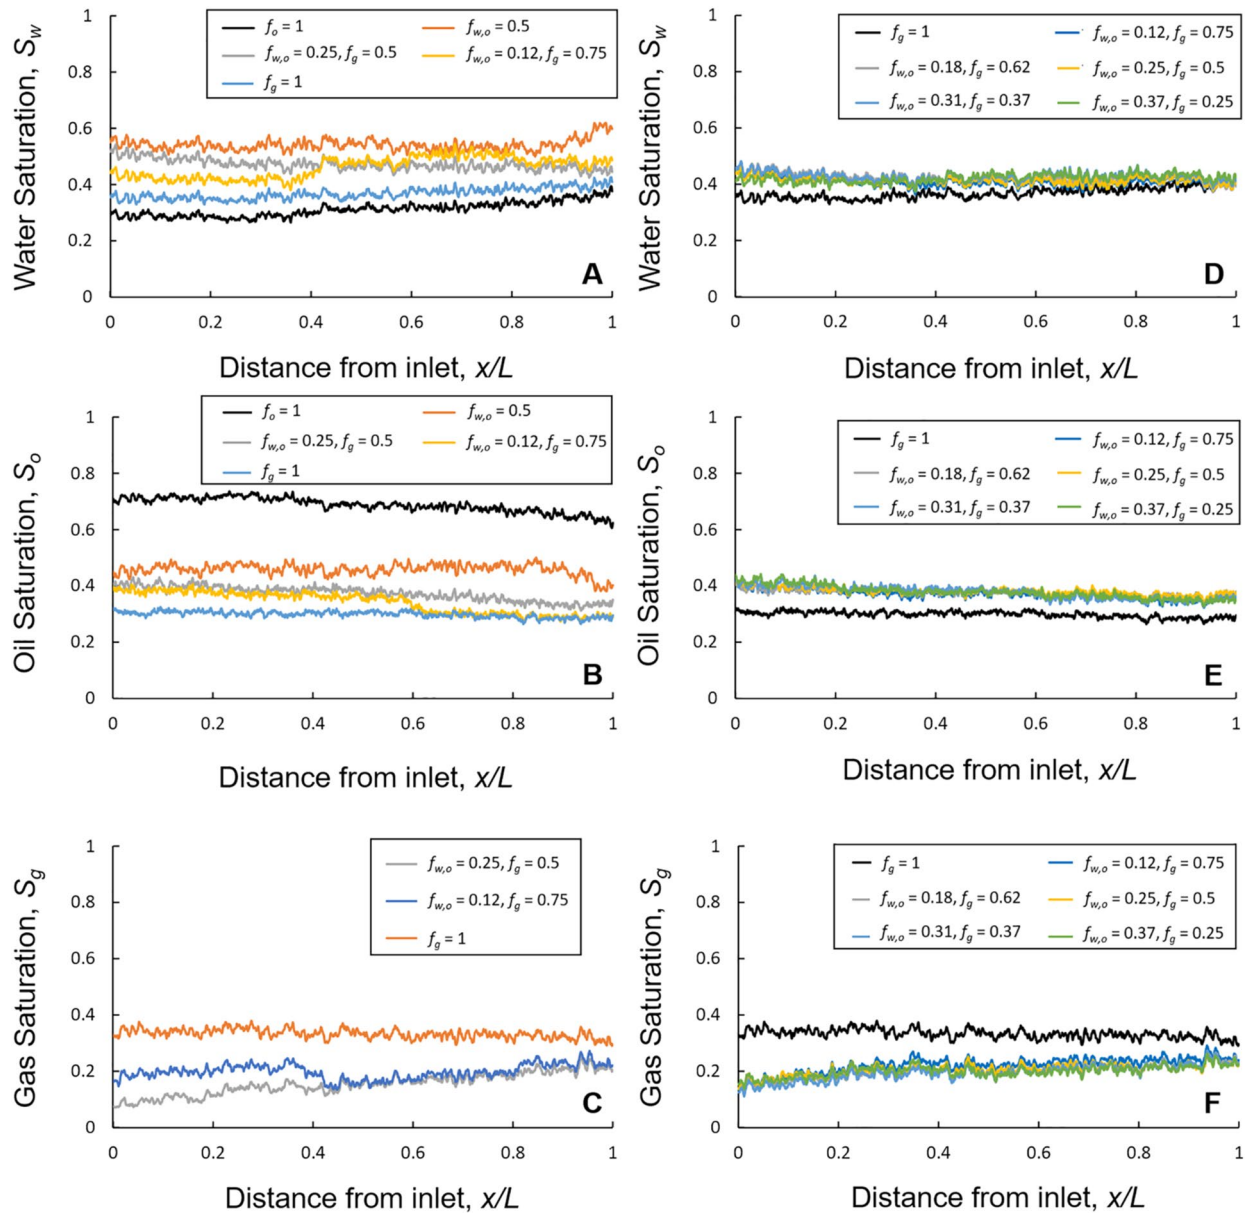 Water Saturation, Sw
1
0.8
0.6
0.4
0.2
0
fo = 1
fw,o = 0.5
fw,o = 0.25, fg = 0.5
fw,o = 0.12, fg = 0.75
fg = 1
A
0 0.2 0.4 0.6 0.8 1
Distance from inlet, x/L
Water Saturation, Sw
1
0.8
0.6
0.4
0.2
0
fg = 1
fw,o = 0.12, fg = 0.75
fw,o = 0.18, fg = 0.62
fw,o = 0.25, fg = 0.5
fw,o = 0.31, fg = 0.37
fw,o = 0.37, fg = 0.25
D
0 0.2 0.4 0.6 0.8 1
Distance from inlet, x/L
Oil Saturation, So
1
0.8
0.6
0.4
0.2
0
fo = 1
fw,o = 0.5
fw,o = 0.25, fg = 0.5
fw,o = 0.12, fg = 0.75
fg = 1
B
0 0.2 0.4 0.6 0.8 1
Distance from inlet, x/L
Oil Saturation, So
1
0.8
0.6
0.4
0.2
0
fg = 1
fw,o = 0.12, fg = 0.75
fw,o = 0.18, fg = 0.62
fw,o = 0.25, fg = 0.5
fw,o = 0.31, fg = 0.37
fw,o = 0.37, fg = 0.25
E
0 0.2 0.4 0.6 0.8 1
Distance from inlet, x/L
Gas Saturation, Sg
1
0.8
0.6
0.4
0.2
0
fw,o = 0.25, fg = 0.5
fw,o = 0.12, fg = 0.75
fg = 1
C
0 0.2 0.4 0.6 0.8 1
Distance from inlet, x/L
Gas Saturation, Sg
1
0.8
0.6
0.4
0.2
0
fg = 1
fw,o = 0.12, fg = 0.75
fw,o = 0.18, fg = 0.62
fw,o = 0.25, fg = 0.5
fw,o = 0.31, fg = 0.37
fw,o = 0.37, fg = 0.25
F
0 0.2 0.4 0.6 0.8 1
Distance from inlet, x/L